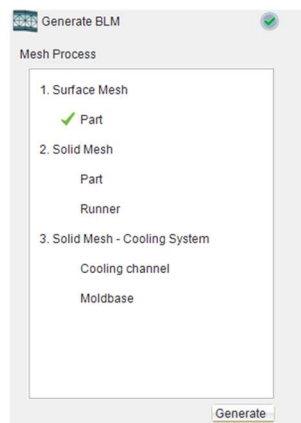 Generate BLM
Mesh Process
1. Surface Mesh
Part
2. Solid Mesh
Part
Runner
3. Solid Mesh - Cooling System
Cooling channel
Moldbase
Generate